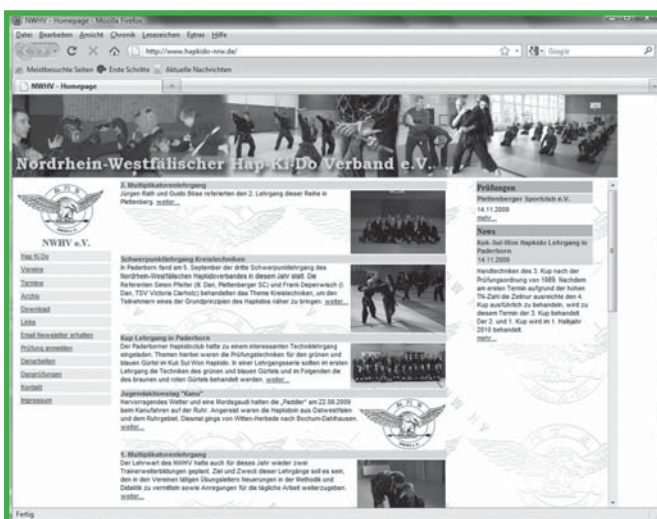 NWHV - Homepage - Mozilla Firefox
Datei Bearbeiten Ansicht Chronik Lesezeichen Extras Hilfe
http://www.hapkido-nrw.de/
Google
Meistbesuchte Seiten Erste Schritte Aktuelle Nachrichten
NWHV - Homepage
Nordrhein-Westfälischer Hap-Ki-Do Verband e.V.
NWHV e.V.
Hap Ki Do
Vereine
Termine
Archiv
Download
Links
Email Newsletter erhalten
Prüfung anmelden
Danarbeiten
Danprüfungen
Kontakt
Impressum
2. Multiplikatorenlehrgang
Jürgen Rath und Guido Böse referierten den 2. Lehrgang dieser Reihe in
Plettenberg. weiter...
Schwerpunktlehrgang Kreistechniken
In Paderborn fand am 5. September der dritte Schwerpunktlehrgang des
Nordrhein-Westfälischen Hapkidoverbandes in diesem Jahr statt. Die
Referenten Simon Pfeifer (8. Dan, Plettenberger SC) und Frank Depenwisch (I.
Dan, TSV Victoria Clarholz) behandelten das Thema Kreistechniken, um den
Teilnehmern eines der Grundprinzipien des Hapkidos näher zu bringen. weiter...
Kup Lehrgang in Paderborn
Der Paderborner Hapkidoclub hatte zu einem interessanten Techniklehrgang
eingeladen. Themen hierbei waren die Prüfungstechniken für den grünen und
blauen Gürtel im Kuk Sul Won Hapkido. In einer Lehrgangsserie sollten im ersten
Lehrgang die Techniken des grünen und blauen Gürtels und im Folgenden die
des braunen und roten Gürtels behandelt werden. weiter...
Jugendaktionstag "Kanu"
Hervorragendes Wetter und eine Mordsgaudi hatten die „Paddler“ am 22.08.2009
beim Kanufahren auf der Ruhr. Angereist waren die Hapkidoin aus Ostwestfalen
und dem Ruhrgebiet. Diesmal gings von Witten-Herbede nach Bochum-Dahlhausen.
weiter...
1. Multiplikatorenlehrgang
Der Lehrwart des NWHV hatte auch für dieses Jahr wieder zwei
Trainerweiterbildungen geplant. Ziel und Zweck dieser Lehrgänge soll es sein,
den in den Vereinen tätigen Übungsleitern Neuerungen in der Methodik und
Didaktik zu vermitteln sowie Anregungen für die tägliche Arbeit weiterzugeben.
weiter...
Prüfungen
Plettenberger Sportclub e.V.
14.11.2009
mehr...
News
Kuk-Sul-Won Hapkido Lehrgang in
Paderborn
14.11.2009
Handtechniken des 3. Kup nach der
Prüfungsordnung von 1989. Nachdem
am ersten Termin aufgrund der hohen
TN-Zahl die Zeitnur ausreichte den 4.
Kup ausführlich zu behandeln, wird zu
diesem Termin der 3. Kup behandelt.
Der 2. und 1. Kup wird im 1. Halbjahr
2010 behandelt.
mehr...
Fertig